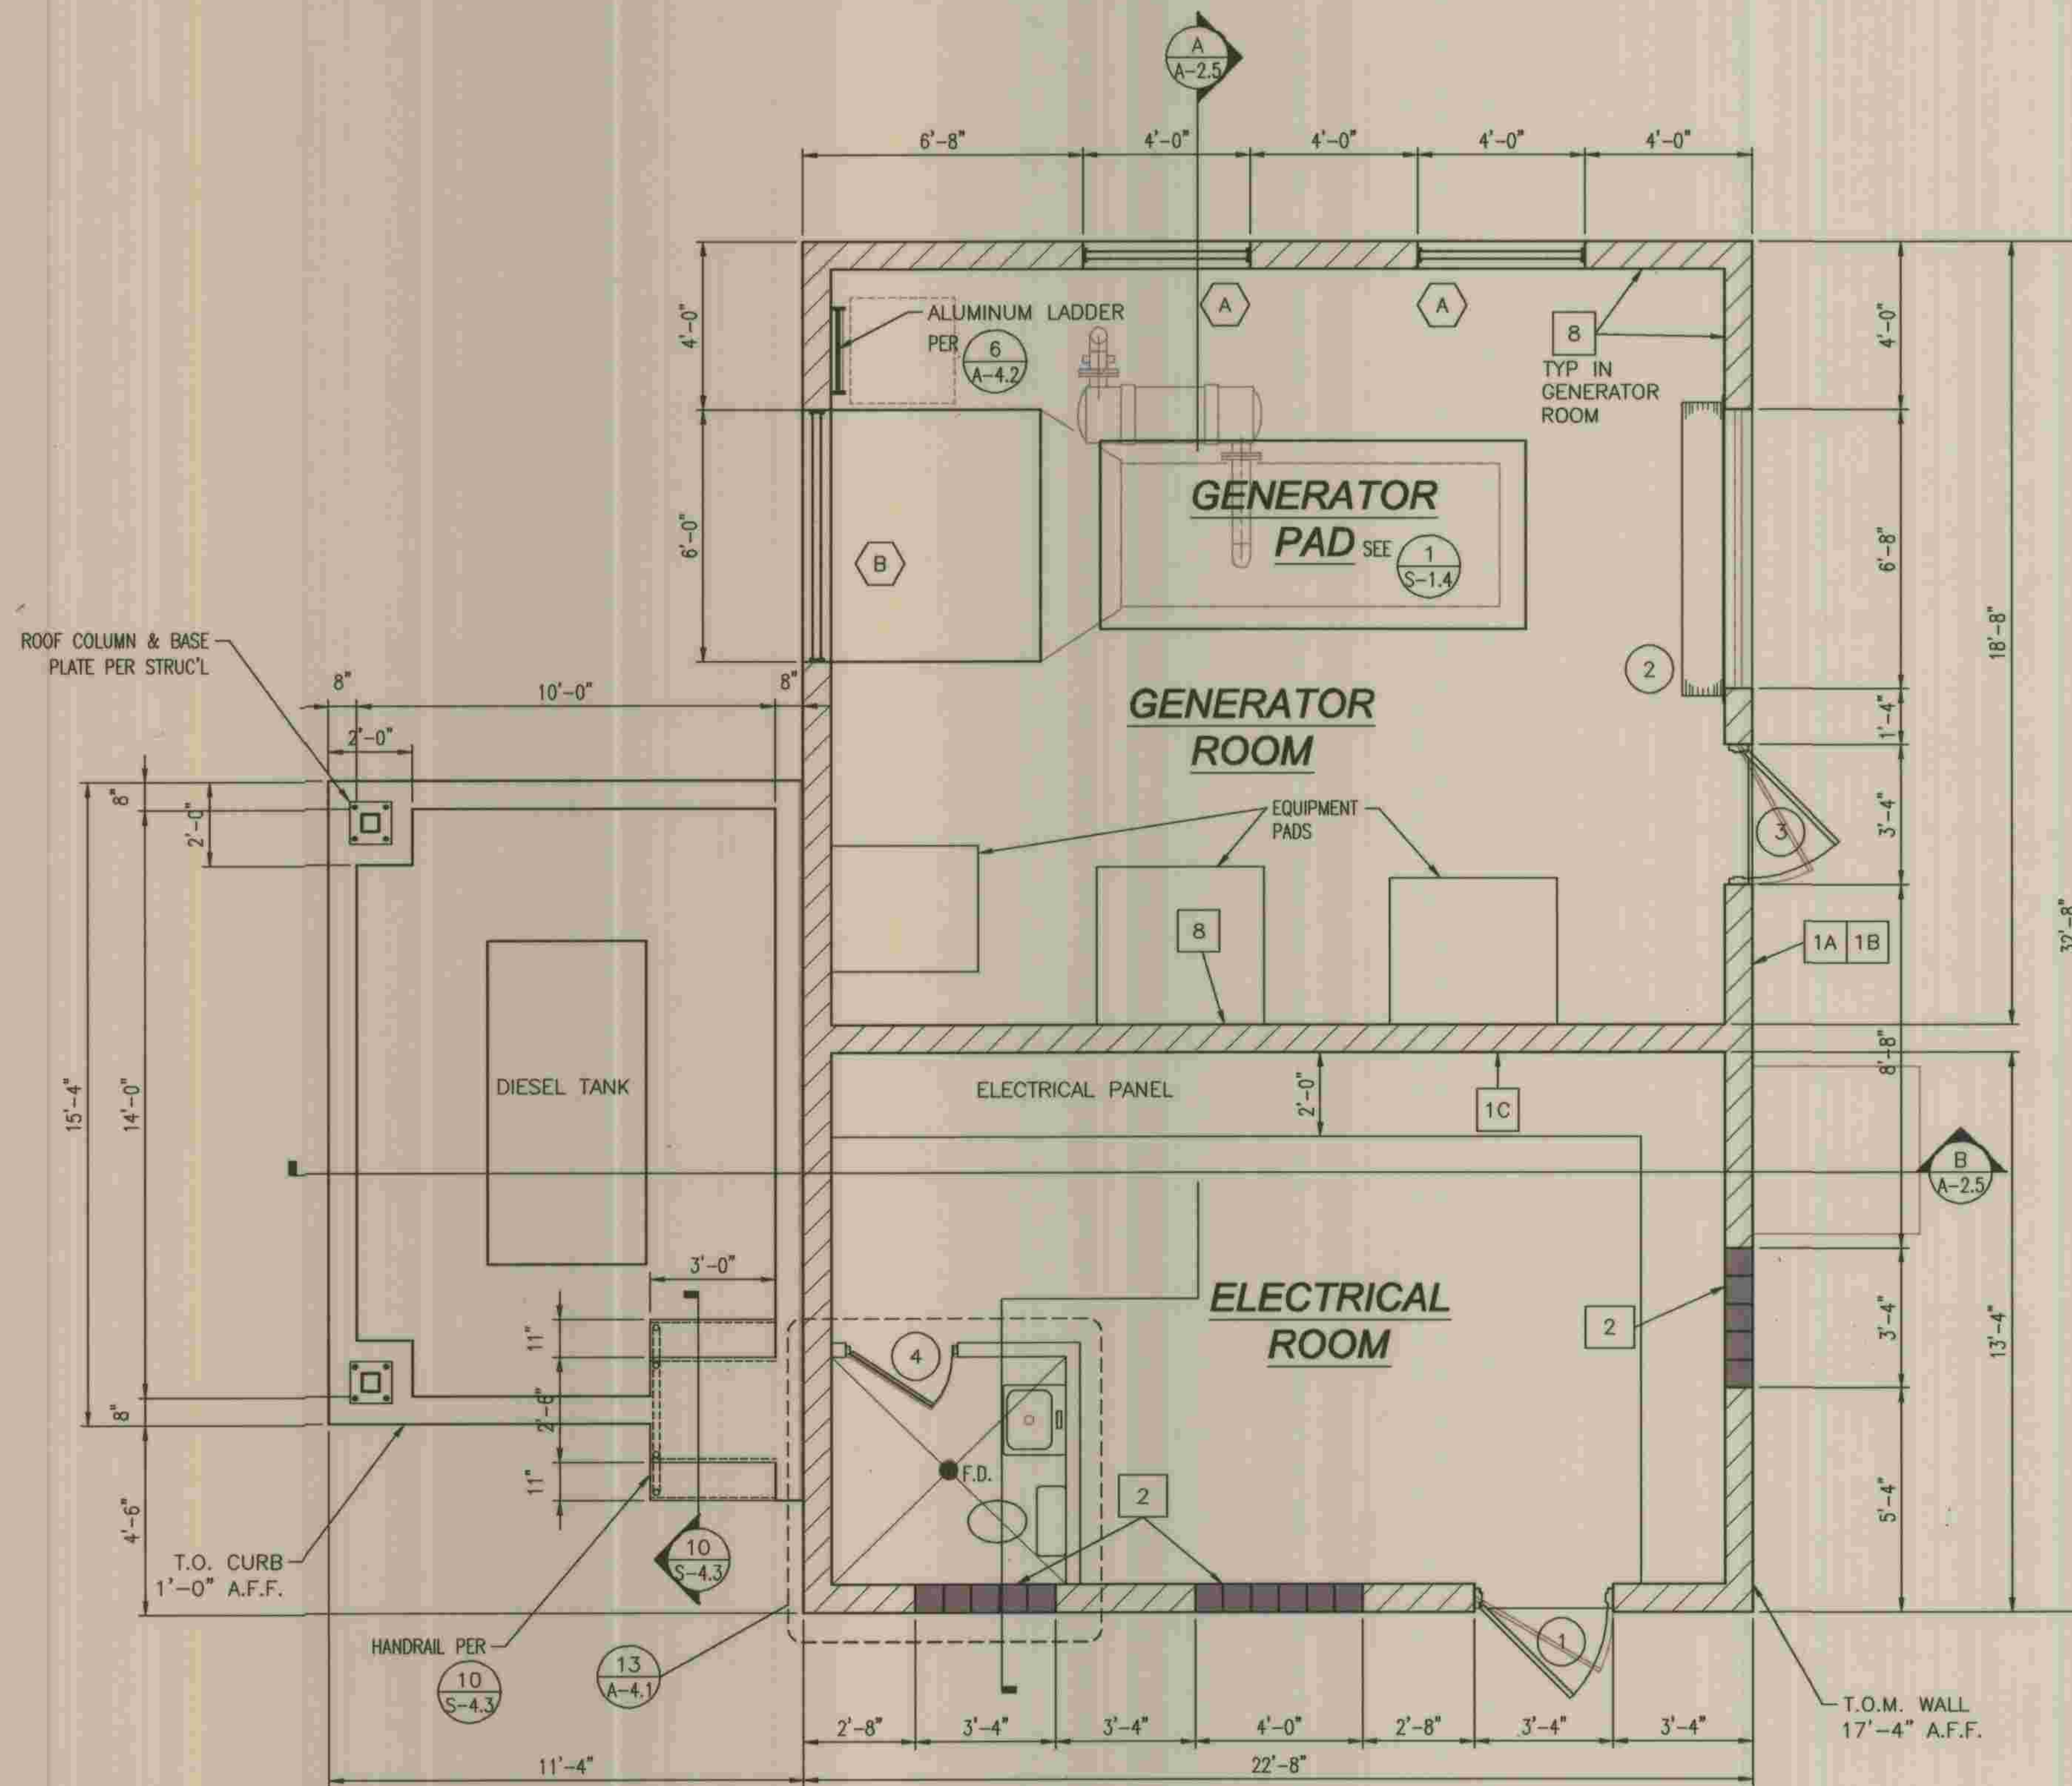 A
A-2.5
6'-8"
4'-0"
4'-0"
4'-0"
4'-0"
4'-0"
ALUMINUM LADDER
PER
6
A-4.2
A
A
8
TYP IN
GENERATOR
ROOM
4'-0"
6'-0"
B
GENERATOR
PAD SEE
1
S-1.4
6'-8"
18'-8"
ROOF COLUMN & BASE
PLATE PER STRUC'L
8"
10'-0"
8"
2
GENERATOR
ROOM
1'-4"
2'-0"
8"
2'-0"
EQUIPMENT
PADS
3
3'-4"
8
1A
1B
32'-8"
15'-4"
14'-0"
DIESEL TANK
ELECTRICAL PANEL
2'-0"
1C
8'-8"
B
A-2.5
3'-0"
ELECTRICAL
ROOM
2
3'-4"
13'-4"
11"
4
8"
2'-6"
F.D.
2
11"
4'-6"
5'-4"
T.O. CURB
1'-0" A.F.F.
10
S-4.3
HANDRAIL PER
10
S-4.3
13
A-4.1
1
T.O.M. WALL
17'-4" A.F.F.
2'-8"
3'-4"
3'-4"
4'-0"
2'-8"
3'-4"
3'-4"
11'-4"
22'-8"